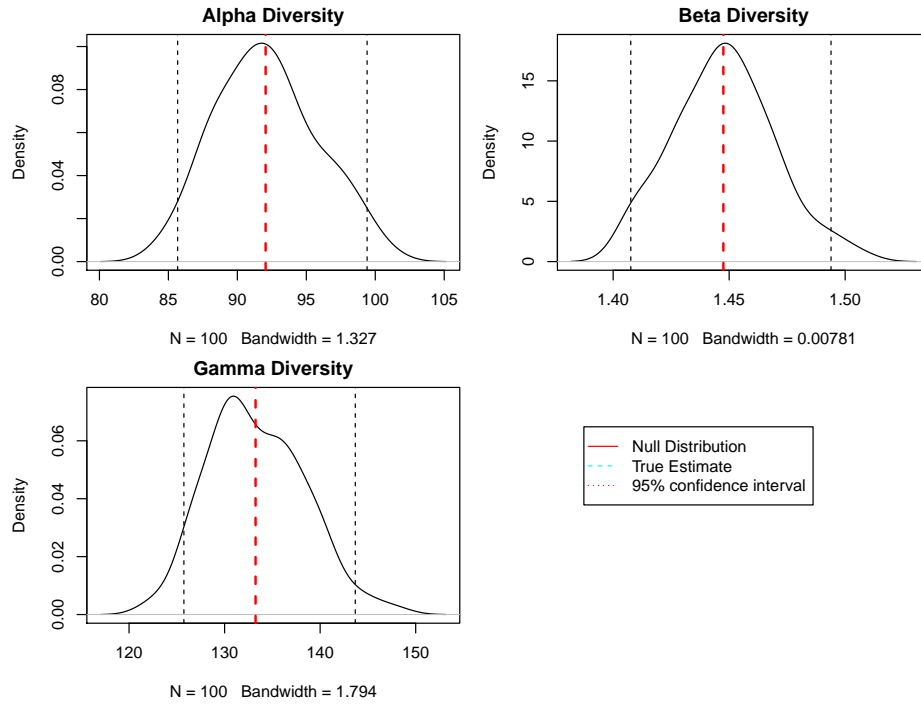 Alpha Diversity
Density
0.00 0.04 0.08
80 85 90 95 100 105
N = 100 Bandwidth = 1.327
Beta Diversity
Density
0 5 10 15
1.40 1.45 1.50
N = 100 Bandwidth = 0.00781
Gamma Diversity
Density
0.00 0.02 0.04 0.06
120 130 140 150
N = 100 Bandwidth = 1.794
Null Distribution
True Estimate
95% confidence interval